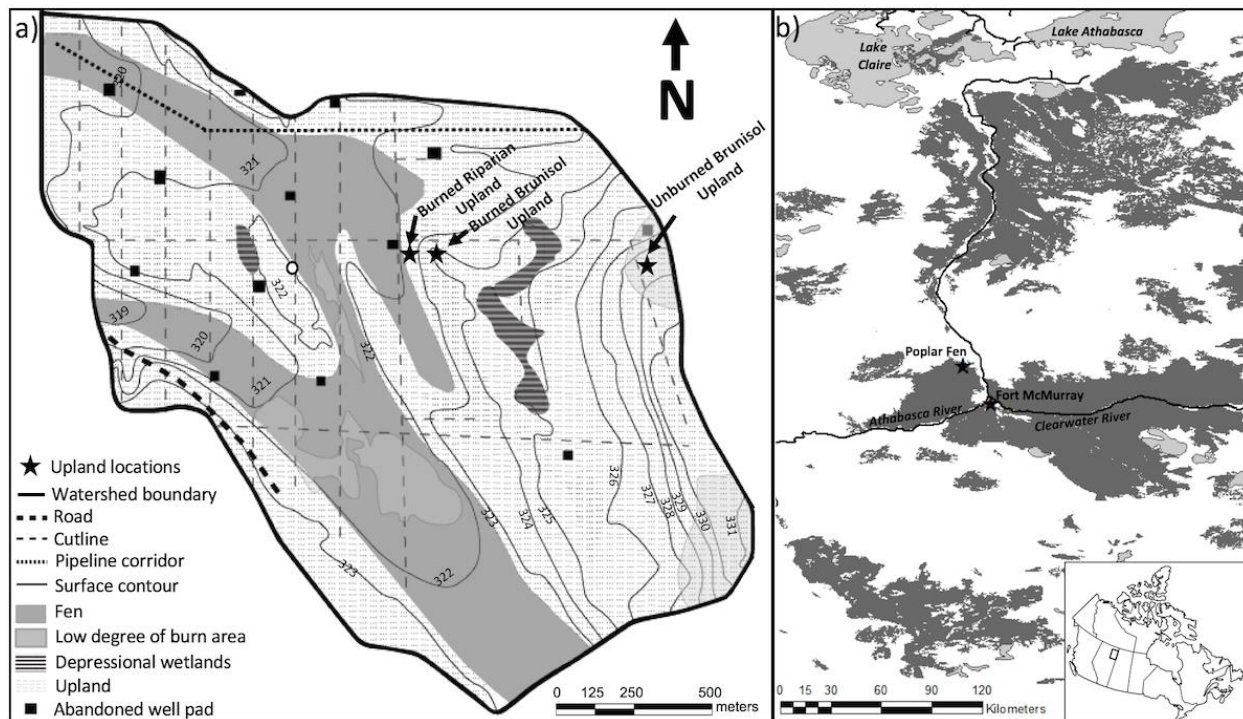 a)
N
320
321
Burned Riparian
Upland
Burned Brunisol
Upland
Unburned Brunisol
Upland
322
319
320
321
322
323
322
323
324
325
326
327
328
329
330
331
Upland locations
Watershed boundary
Road
Cutline
Pipeline corridor
Surface contour
Fen
Low degree of burn area
Depressional wetlands
Upland
Abandoned well pad
0 125 250 500
meters
b)
Lake
Claire
Lake Athabasca
Poplar Fen
Fort McMurray
Athabasca River
Clearwater River
0 15 30 60 90 120
Kilometers